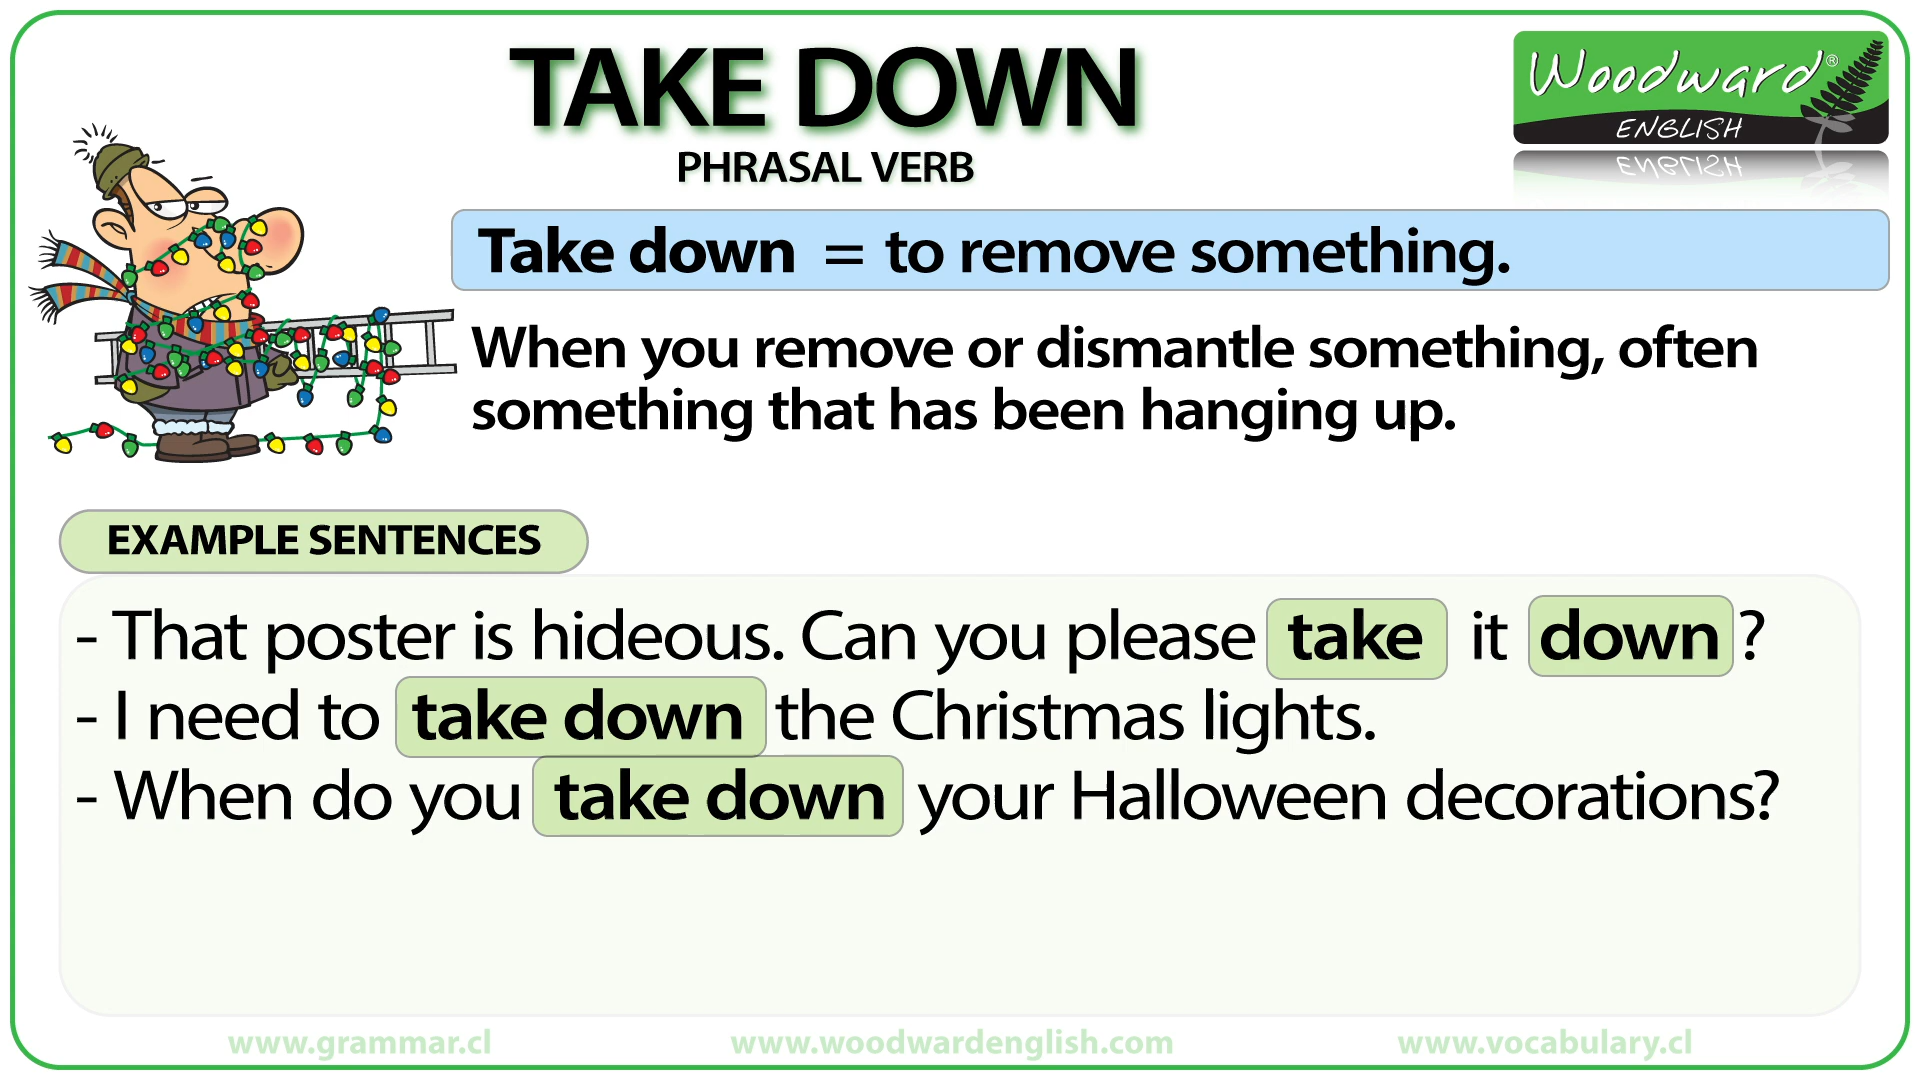 TAKE DOWN
PHRASAL VERB
Woodward®
ENGLISH
Take down = to remove something.
When you remove or dismantle something, often
something that has been hanging up.
EXAMPLE SENTENCES
- That poster is hideous. Can you please take it down?
- I need to take down the Christmas lights.
- When do you take down your Halloween decorations?
www.grammar.cl
www.woodwardenglish.com
www.vocabulary.cl